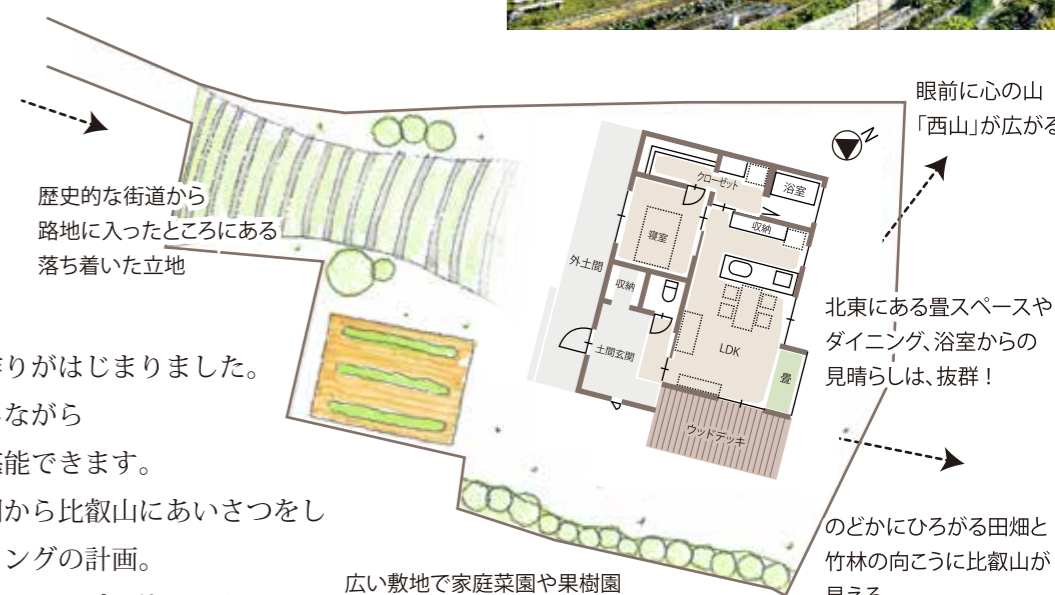 眼前に心の山
「西山」が広がる
N
歴史的な街道から
路地に入ったところにある
落ち着いた立地
クローゼット
浴室
収納
寝室
外土間
収納
土間玄関
LDK
畳
ウッドデッキ
北東にある畳スペースや
ダイニング、浴室からの
見晴らしは、抜群！
りがはじまりました。
ながら
能できます。
から比叡山にあいさつをし
ングの計画。
のどかにひろがる田畑と
竹林の向こうに比叡山が
見える
広い敷地で家庭菜園や果樹園